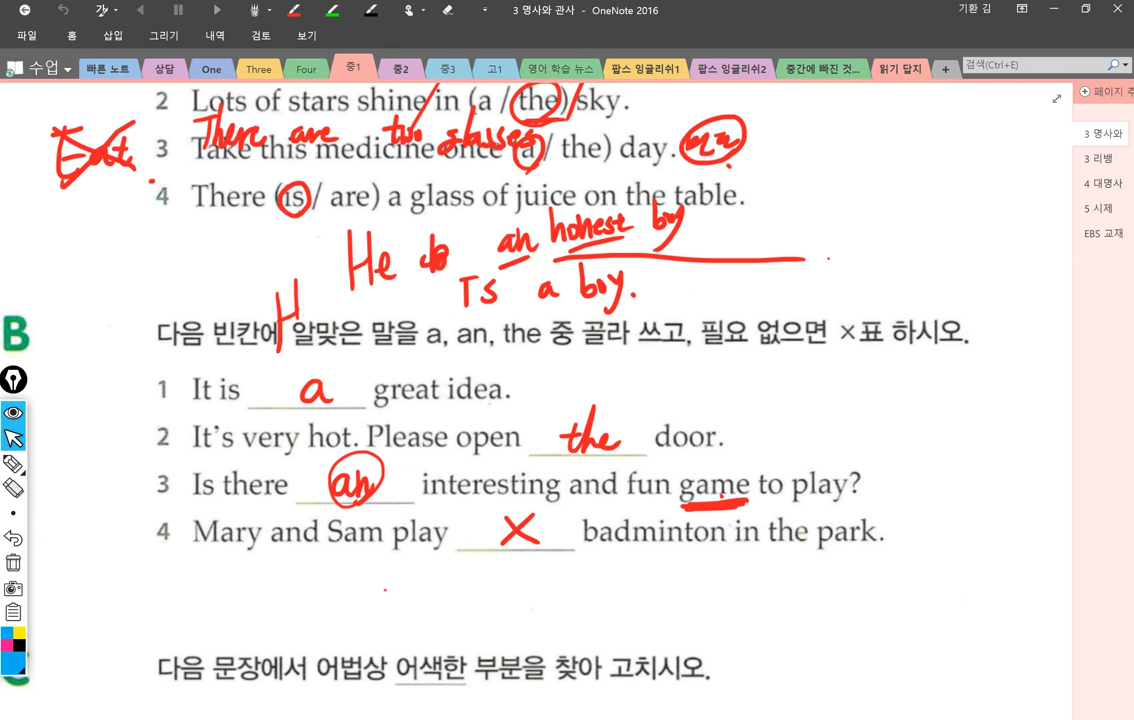 3 명사와 관사 - OneNote 2016
기환 김
파일 홈 삽입 그리기 내역 검토 보기
수업 빠른 노트 상담 One Three Four 중1 중2 중3 고1 영어 학습 뉴스 팝스 잉글리쉬1 팝스 잉글리쉬2 중간에 빠진 것... 읽기 답지 + 검색(Ctrl+E)
페이지 추
3 명사와
3 리뱅
4 대명사
5 시제
EBS 교재
2 Lots of stars shine in (a / the) sky.
There are two glasses
3 Take this medicine once (a / the) day.
Eat
4 There (is / are) a glass of juice on the table.
He is an honest boy
Is a boy.
H
B 다음 빈칸에 알맞은 말을 a, an, the 중 골라 쓰고, 필요 없으면 ×표 하시오.
1 It is a great idea.
2 It's very hot. Please open the door.
3 Is there an interesting and fun game to play?
4 Mary and Sam play X badminton in the park.
다음 문장에서 어법상 어색한 부분을 찾아 고치시오.